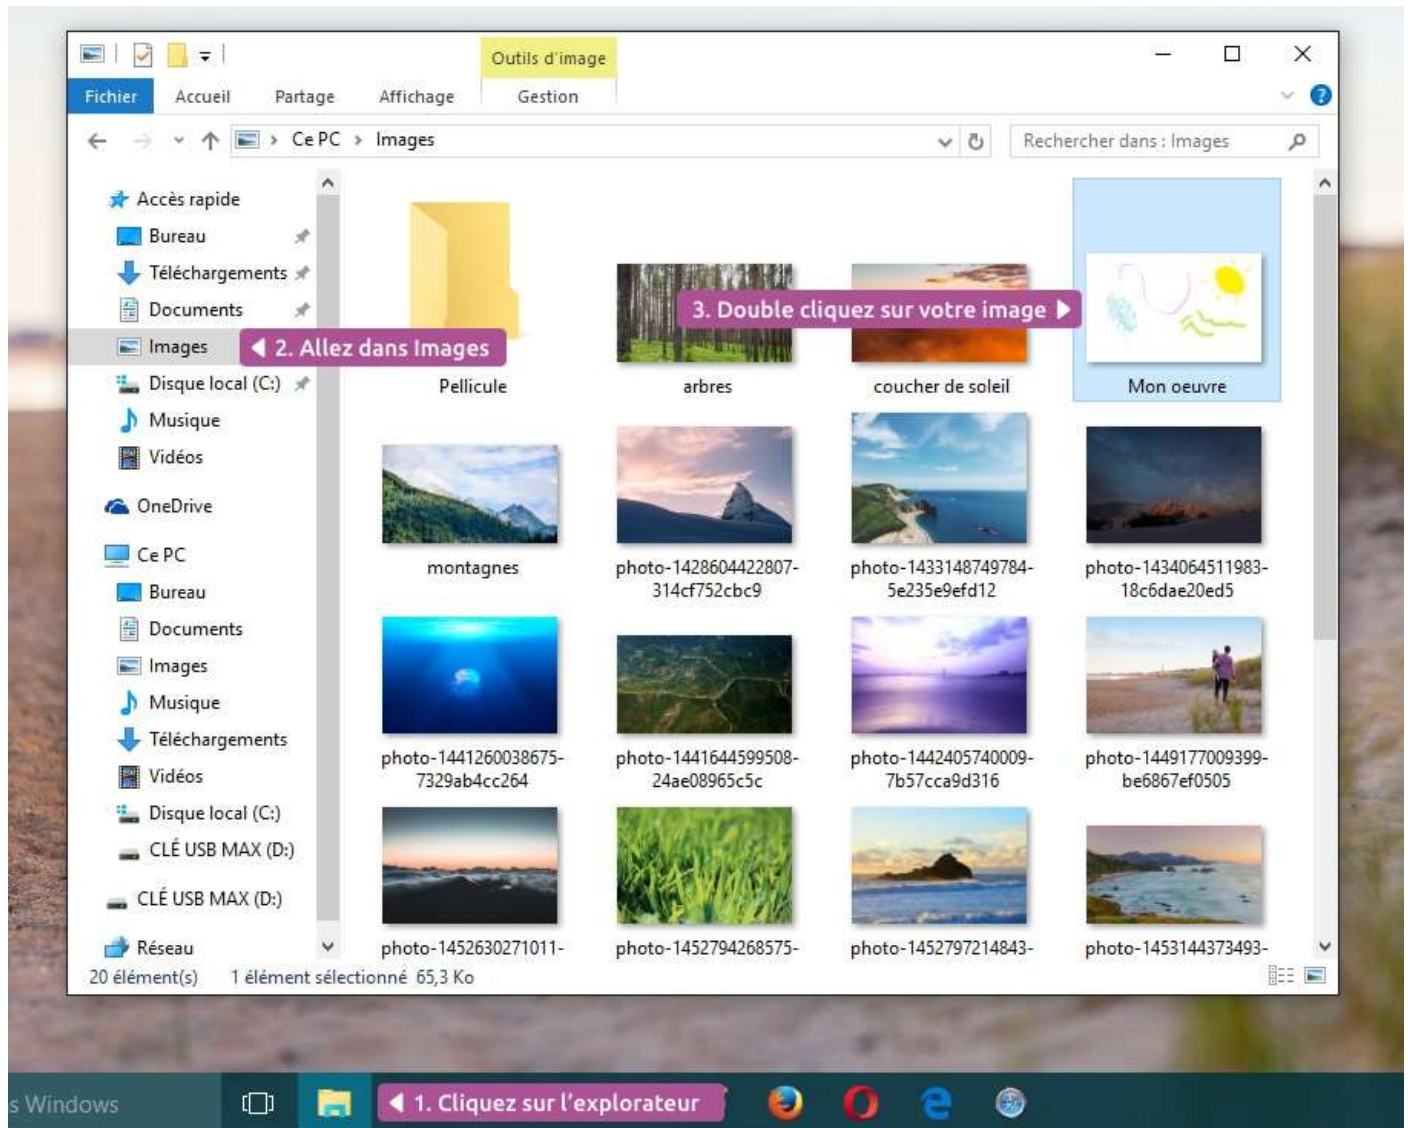 Outils d'image
Fichier
Accueil
Partage
Affichage
Gestion
Ce PC
Images
Rechercher dans : Images
Accès rapide
Bureau
Téléchargements
Documents
Images
Disque local (C:)
Musique
Vidéos
OneDrive
Ce PC
Bureau
Documents
Images
Musique
Téléchargements
Vidéos
Disque local (C:)
CLÉ USB MAX (D:)
CLÉ USB MAX (D:)
Réseau
2. Allez dans Images
3. Double cliquez sur votre image
Pellicule
arbres
coucher de soleil
Mon oeuvre
montagnes
photo-1428604422807-
314cf752cbc9
photo-1433148749784-
5e235e9efd12
photo-1434064511983-
18c6dae20ed5
photo-1441260038675-
7329ab4cc264
photo-1441644599508-
24ae08965c5c
photo-1442405740009-
7b57cca9d316
photo-1449177009399-
be6867ef0505
photo-1452630271011-
photo-1452794268575-
photo-1452797214843-
photo-1453144373493-
20 élément(s)
1 élément sélectionné 65,3 Ko
s Windows
1. Cliquez sur l'explorateur